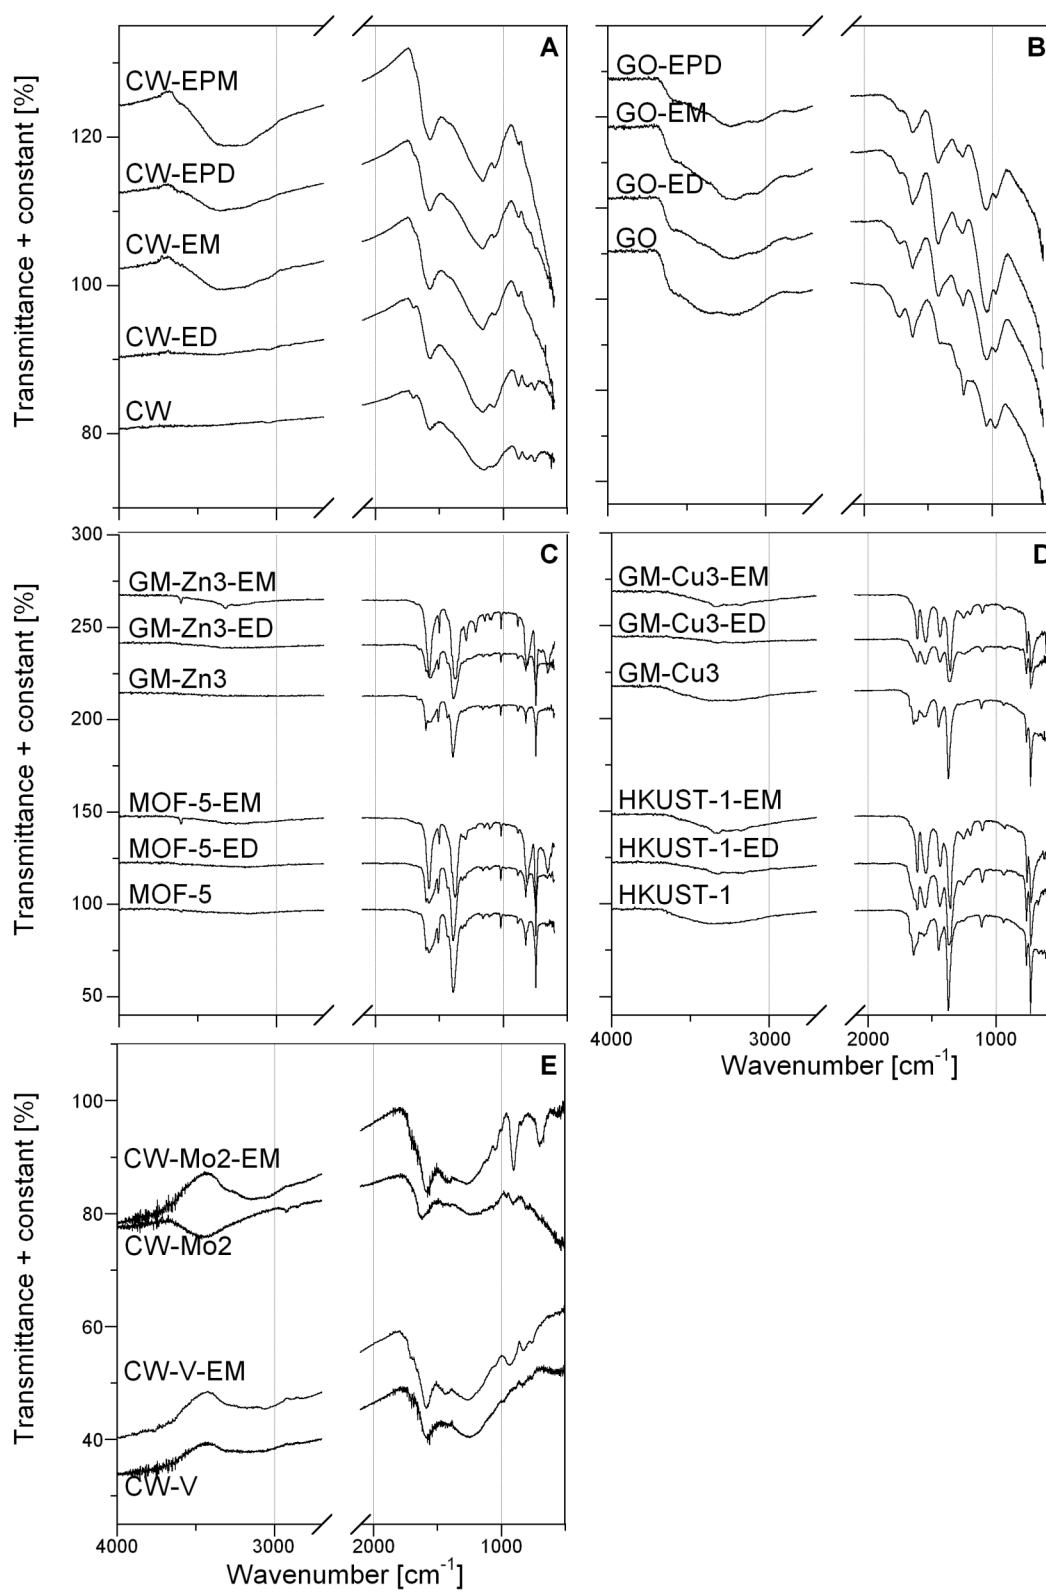 A
Transmittance + constant [%]
120
100
80
CW-EPM
CW-EPD
CW-EM
CW-ED
CW
B
GO-EPD
GO-EM
GO-ED
GO
C
Transmittance + constant [%]
300
250
200
150
100
50
GM-Zn3-EM
GM-Zn3-ED
GM-Zn3
MOF-5-EM
MOF-5-ED
MOF-5
D
GM-Cu3-EM
GM-Cu3-ED
GM-Cu3
HKUST-1-EM
HKUST-1-ED
HKUST-1
4000 3000 2000 1000
Wavenumber [cm⁻¹]
E
Transmittance + constant [%]
100
80
60
40
CW-Mo2-EM
CW-Mo2
CW-V-EM
CW-V
4000 3000 2000 1000
Wavenumber [cm⁻¹]